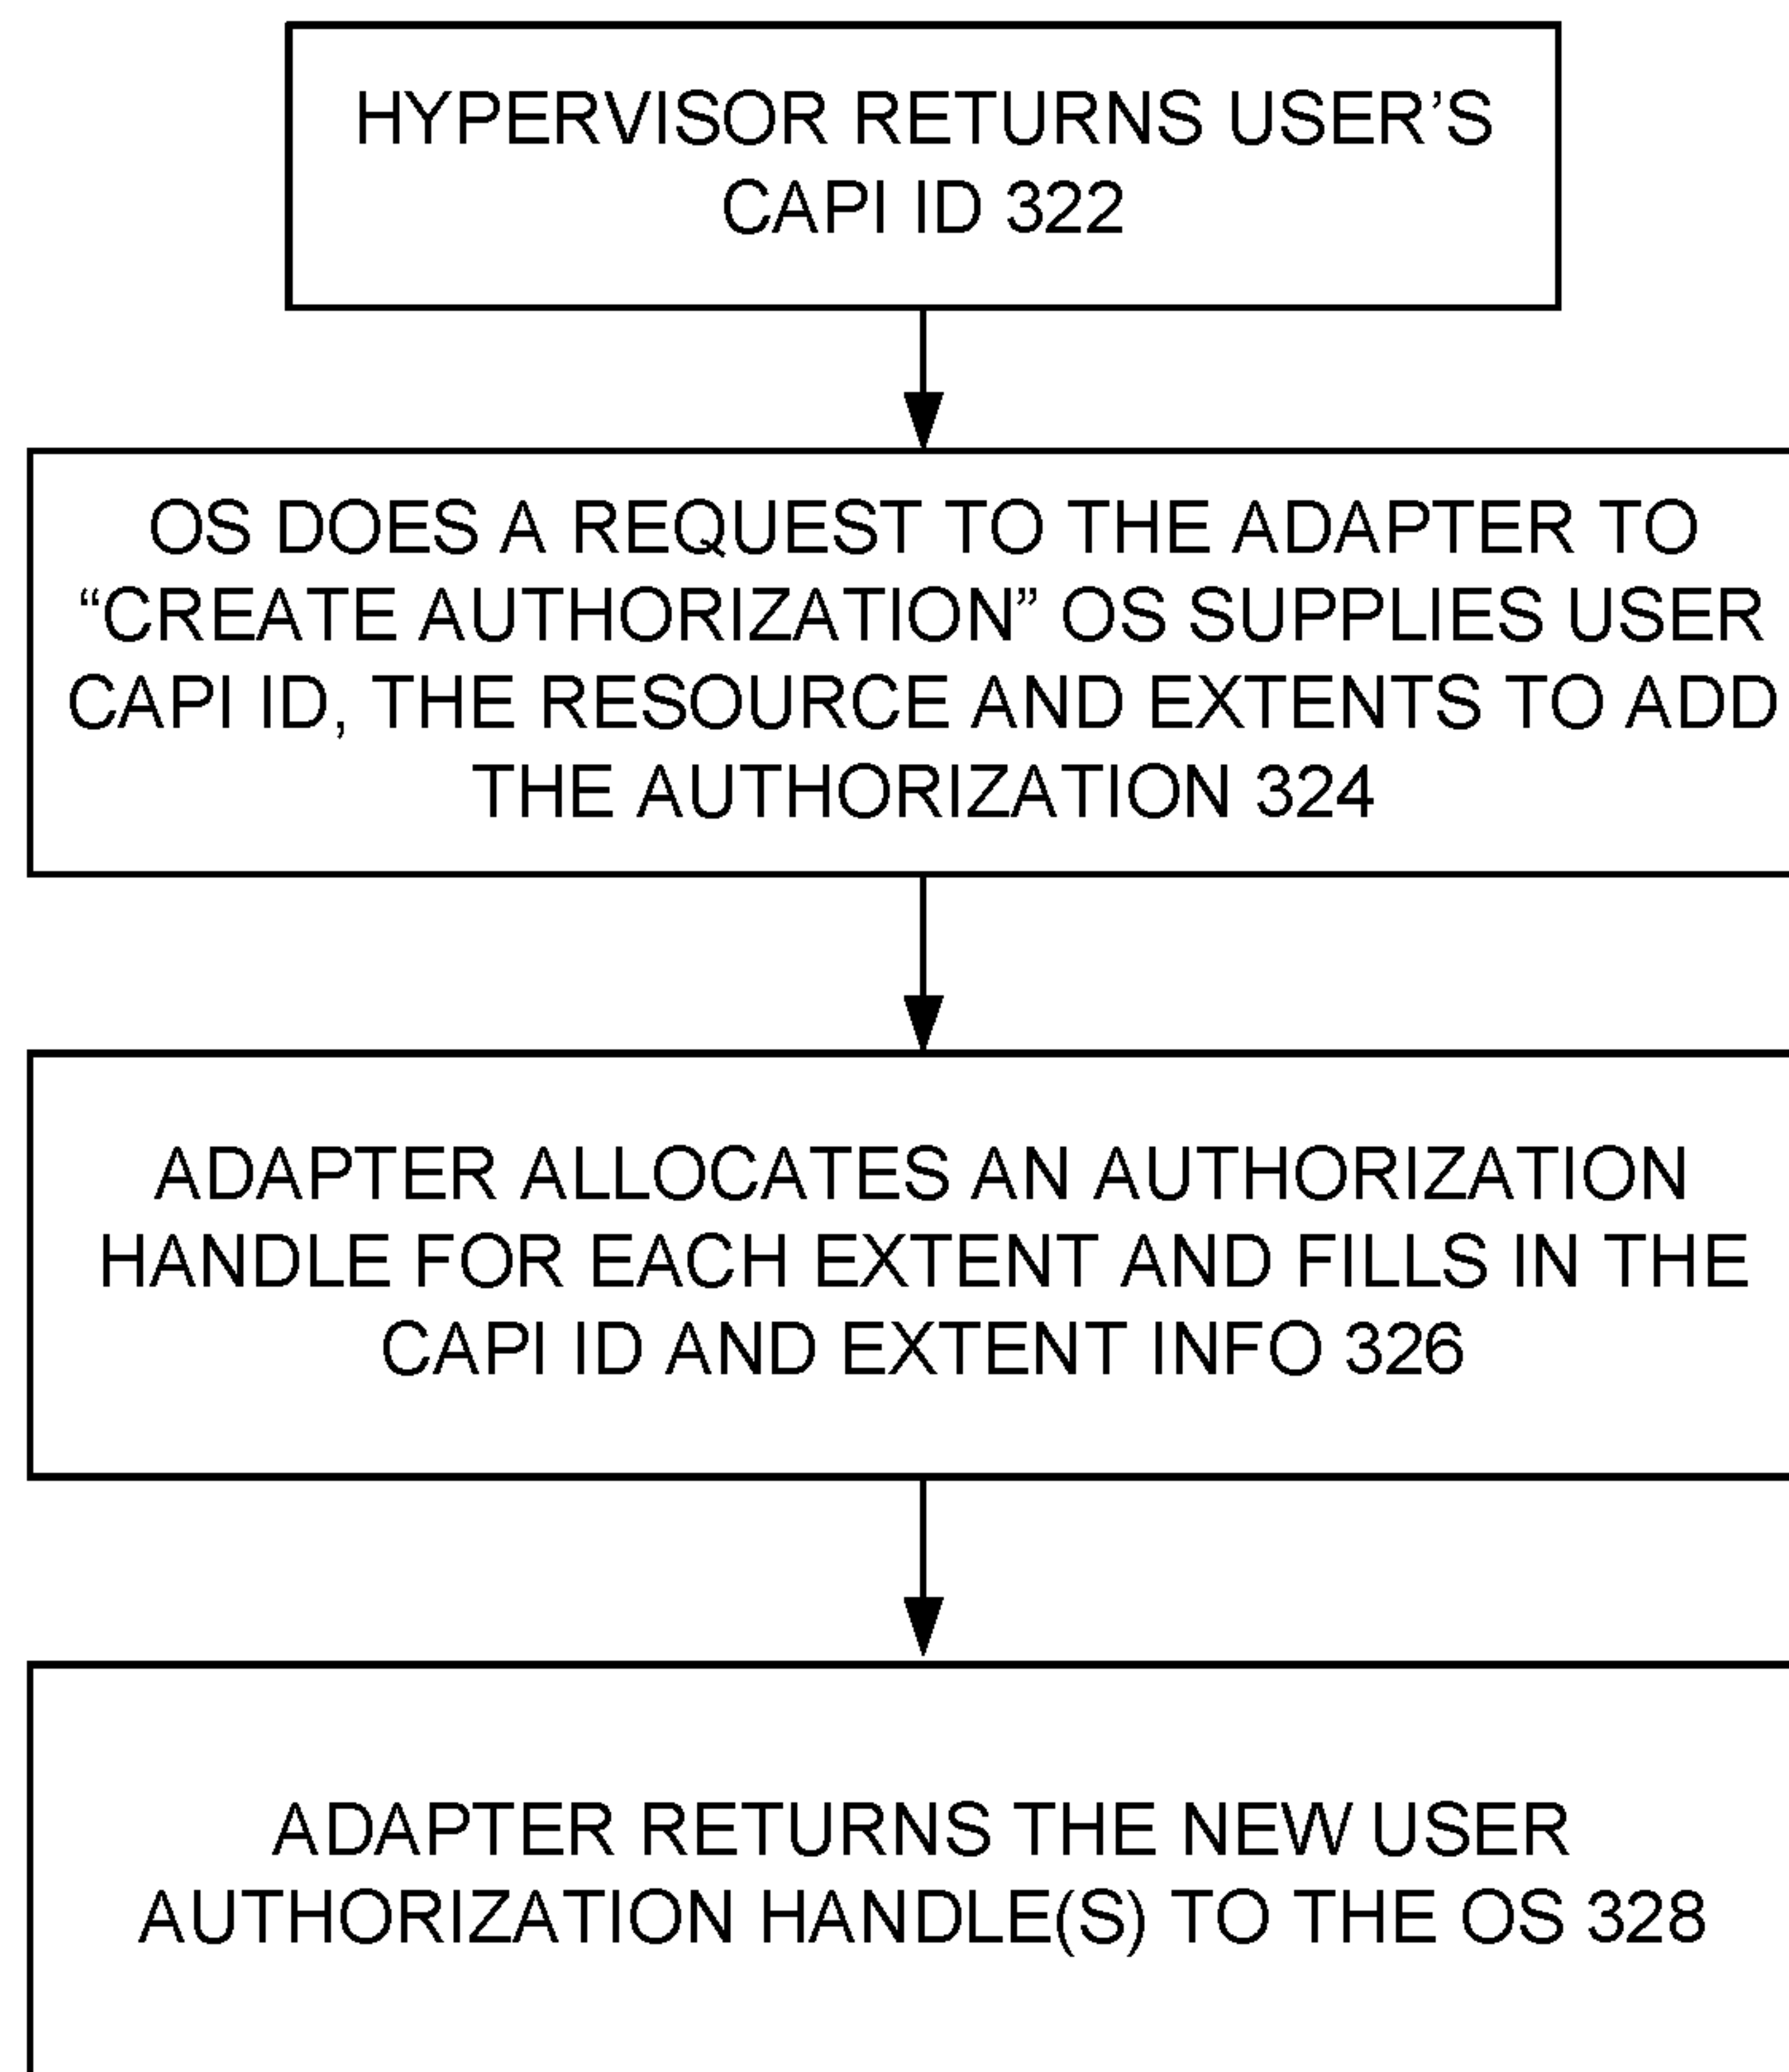 HYPERVISOR RETURNS USER’S
CAPI ID 322
OS DOES A REQUEST TO THE ADAPTER TO
“CREATE AUTHORIZATION” OS SUPPLIES USER
CAPI ID, THE RESOURCE AND EXTENTS TO ADD
THE AUTHORIZATION 324
ADAPTER ALLOCATES AN AUTHORIZATION
HANDLE FOR EACH EXTENT AND FILLS IN THE
CAPI ID AND EXTENT INFO 326
ADAPTER RETURNS THE NEW USER
AUTHORIZATION HANDLE(S) TO THE OS 328